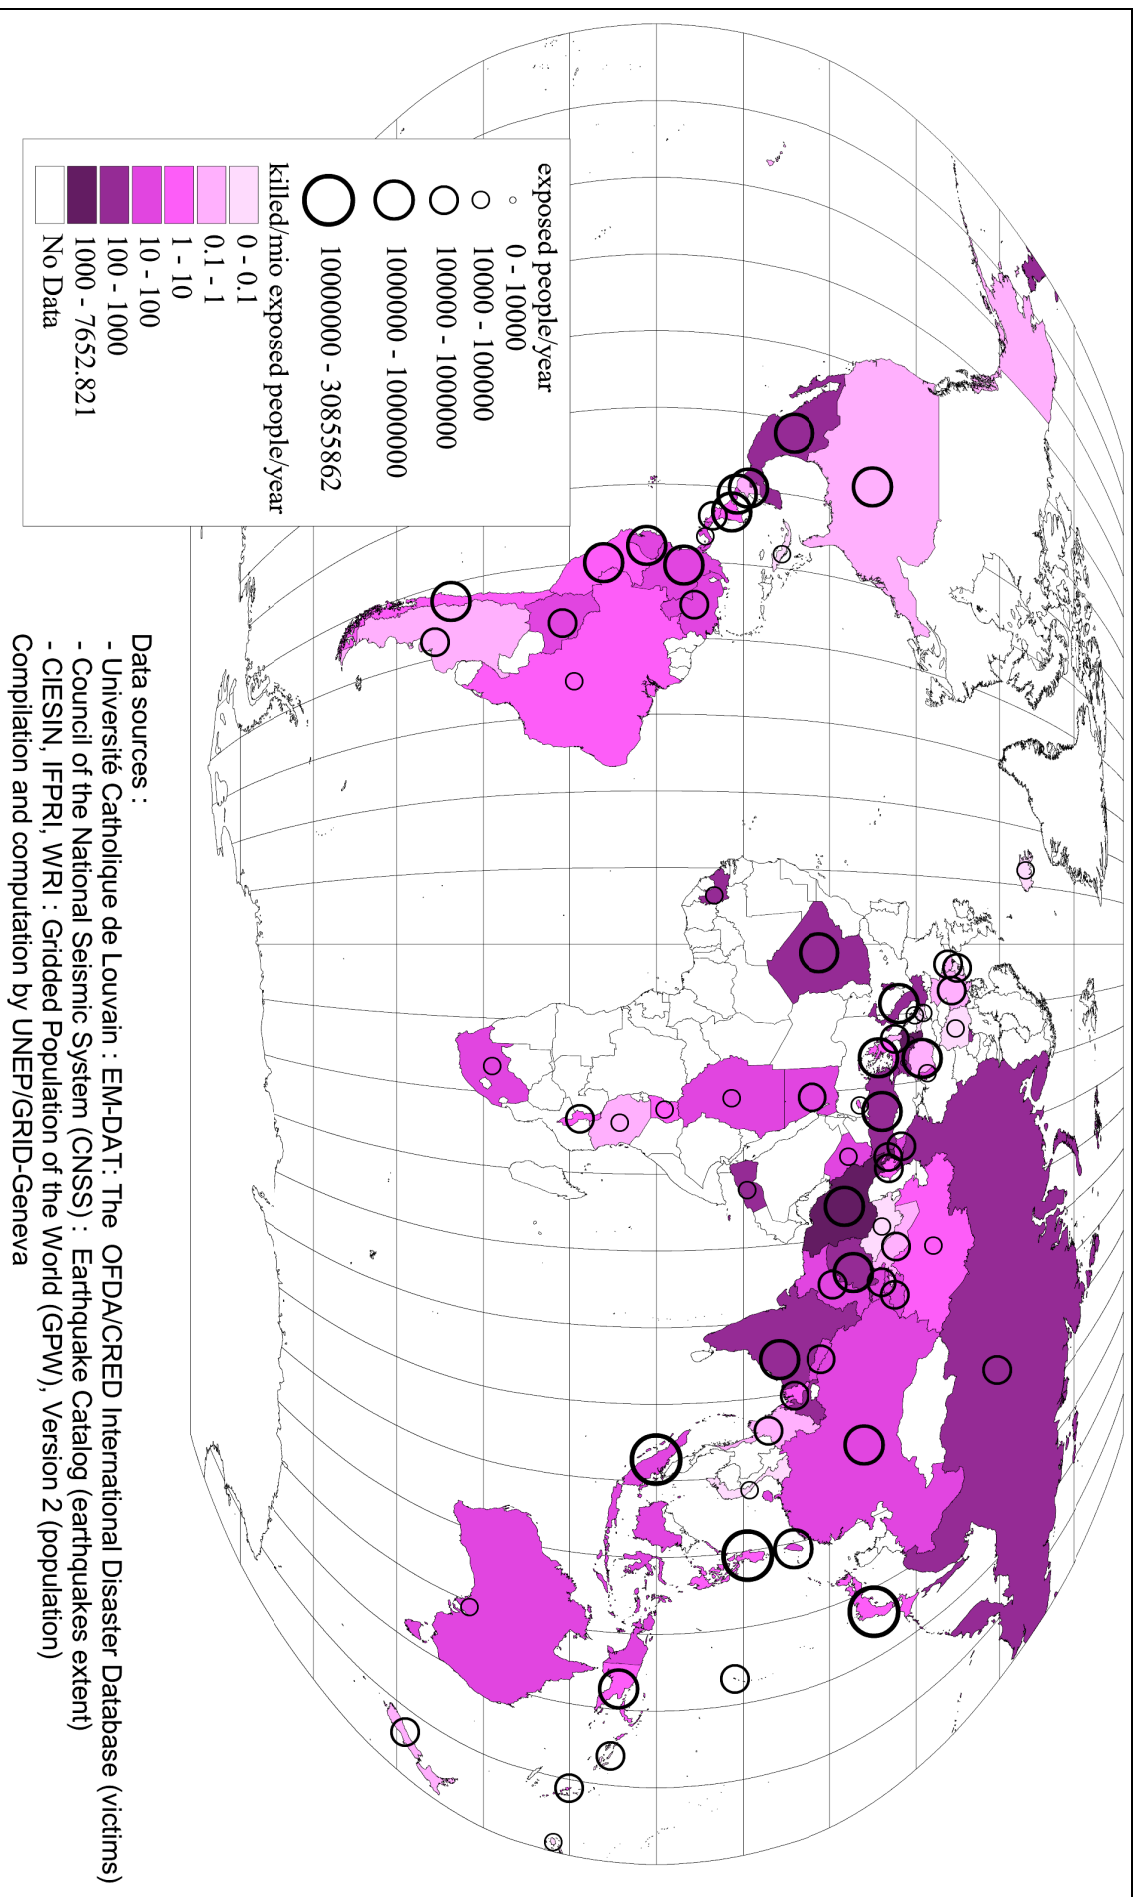 exposed people/year
0 - 10000
10000 - 100000
100000 - 1000000
1000000 - 10000000
10000000 - 30855862
killed/mio exposed people/year
0 - 0.1
0.1 - 1
1 - 10
10 - 100
100 - 1000
1000 - 7652.821
No Data
Data sources :
- Université Catholique de Louvain : EM-DAT: The OFDA/CRED International Disaster Database (victims)
- Council of the National Seismic System (CNSS) : Earthquake Catalog (earthquakes extent)
- CIESIN, IFPRI, WRI : Gridded Population of the World (GPW), Version 2 (population)
Compilation and computation by UNEP/GRID-Geneva